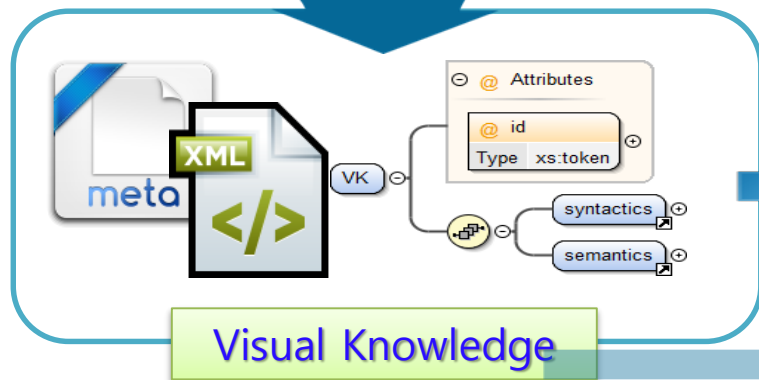 meta
XML
</>
VK
@ Attributes
@ id
Type xs:token
syntactics
semantics
Visual Knowledge